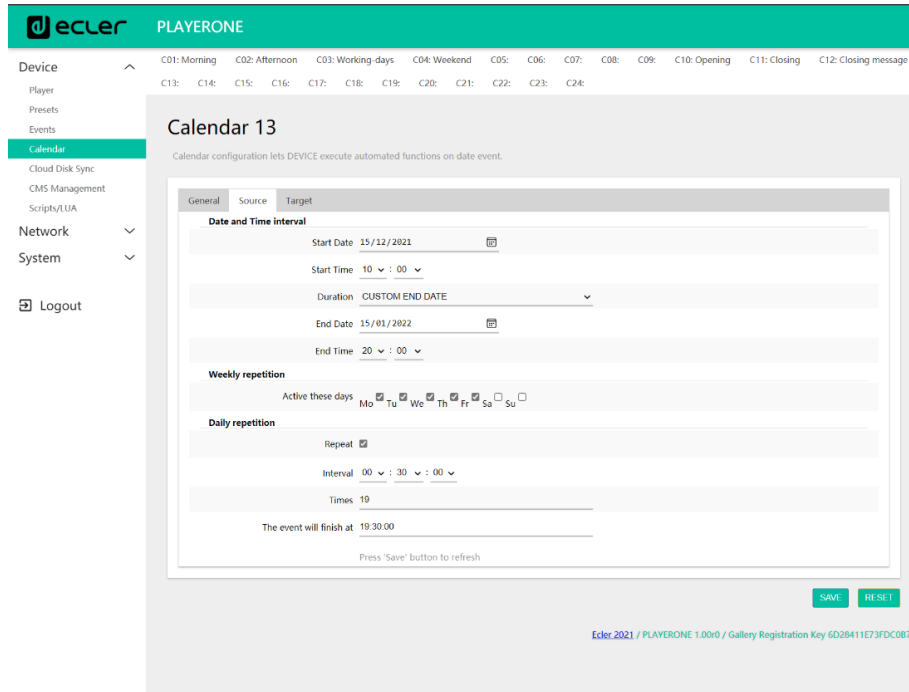 ecler PLAYERONE
Device
Player
Presets
Events
Calendar
Cloud Disk Sync
CMS Management
Scripts/LUA
Network
System
Logout
C01: Morning C02: Afternoon C03: Working-days C04: Weekend C05: C06: C07: C08: C09: C10: Opening C11: Closing C12: Closing message
C13: C14: C15: C16: C17: C18: C19: C20: C21: C22: C23: C24:
Calendar 13
Calendar configuration lets DEVICE execute automated functions on date event.
General Source Target
Date and Time interval
Start Date 15/12/2021
Start Time 10 : 00
Duration CUSTOM END DATE
End Date 15/01/2022
End Time 20 : 00
Weekly repetition
Active these days Mo Tu We Th Fr Sa Su
Daily repetition
Repeat
Interval 00 : 30 : 00
Times 19
The event will finish at 19:30:00
Press 'Save' button to refresh
SAVE RESET
Ecler 2021 / PLAYERONE 1.00r0 / Gallery Registration Key 6D28411E73FDC0B7